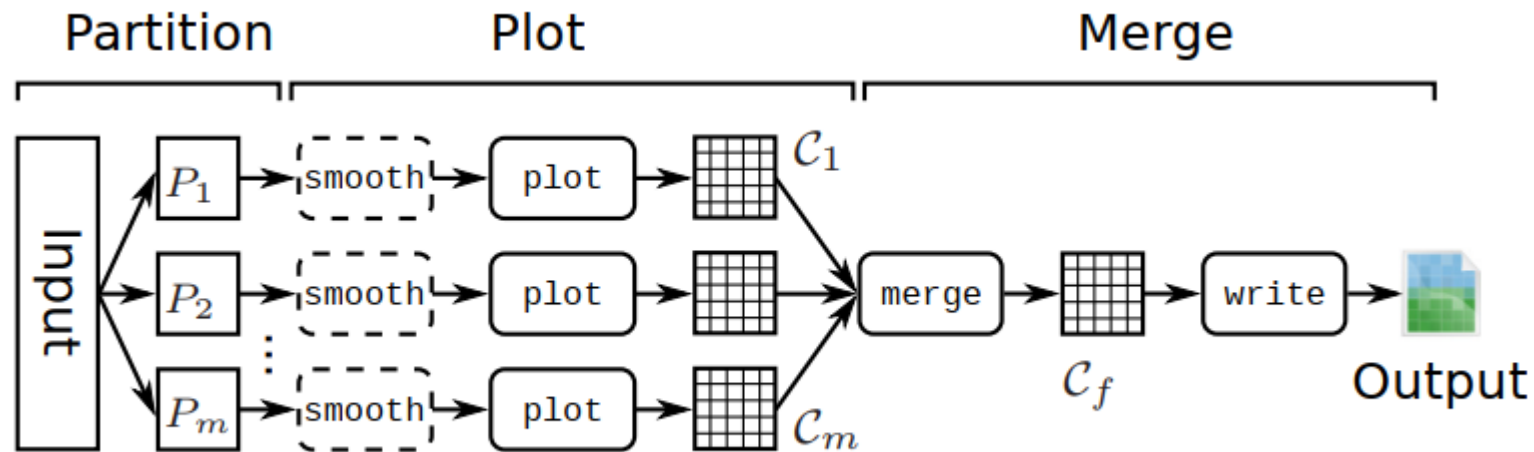 Partition Plot Merge
Input
P₁ smooth plot 𝒞₁
P₂ smooth plot merge write
⋮
Pₘ smooth plot 𝒞ₘ
𝒞f Output